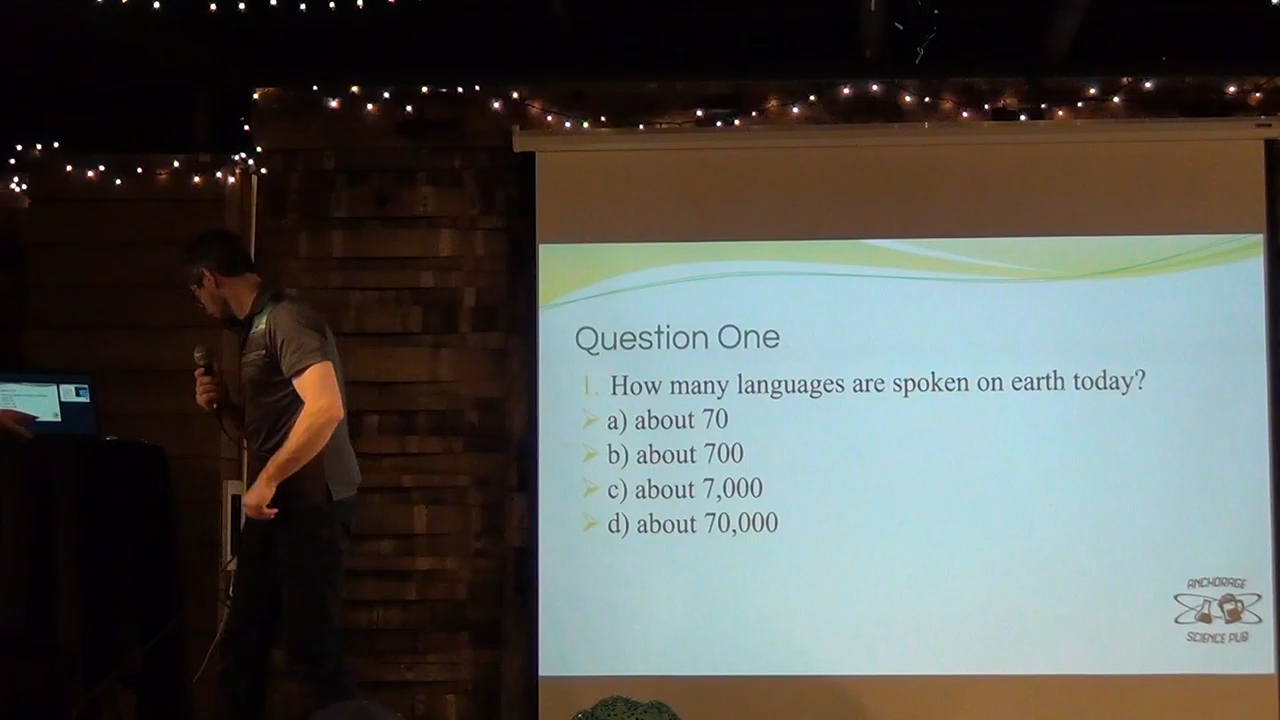 Question One
1. How many languages are spoken on earth today?
a) about 70
b) about 700
c) about 7,000
d) about 70,000
ANCHORAGE
SCIENCE PUB